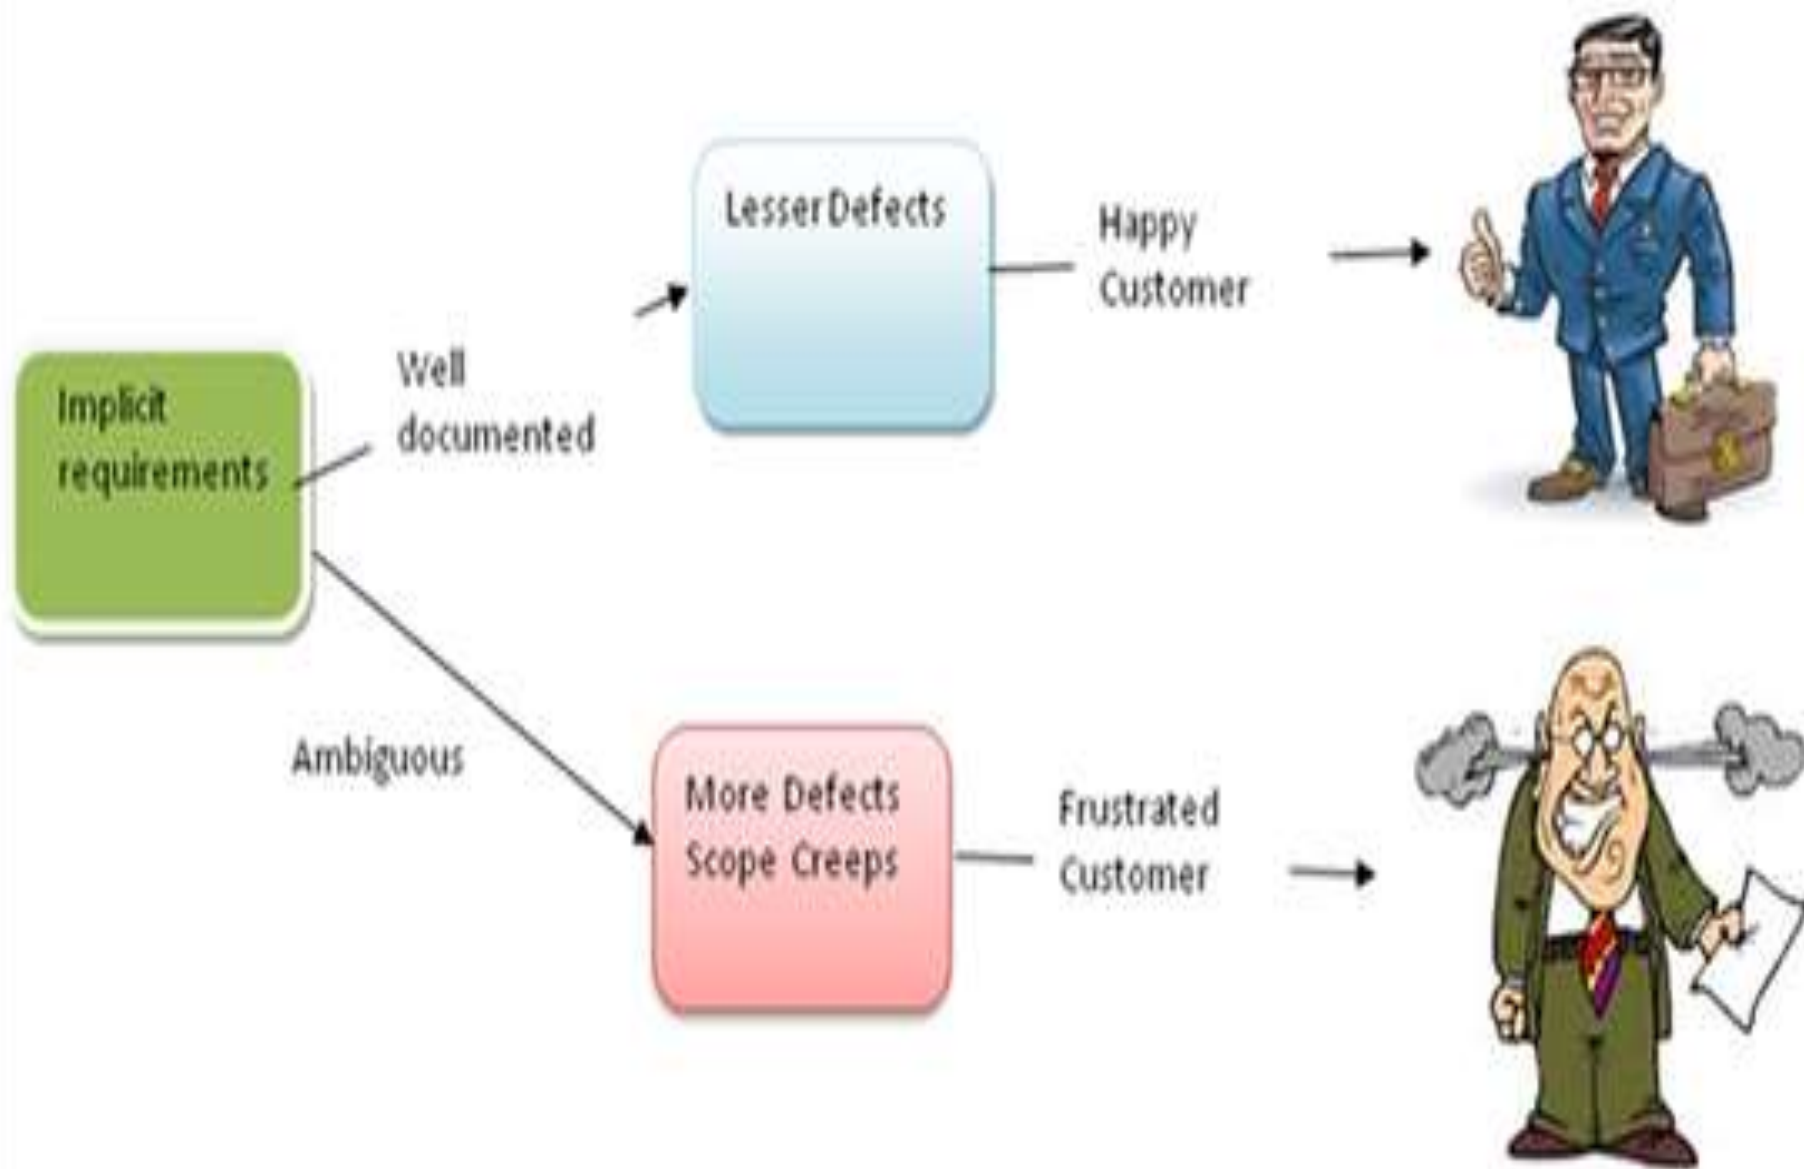 Implicit
requirements
Well
documented
Lesser Defects
Happy
Customer
Ambiguous
More Defects
Scope Creeps
Frustrated
Customer